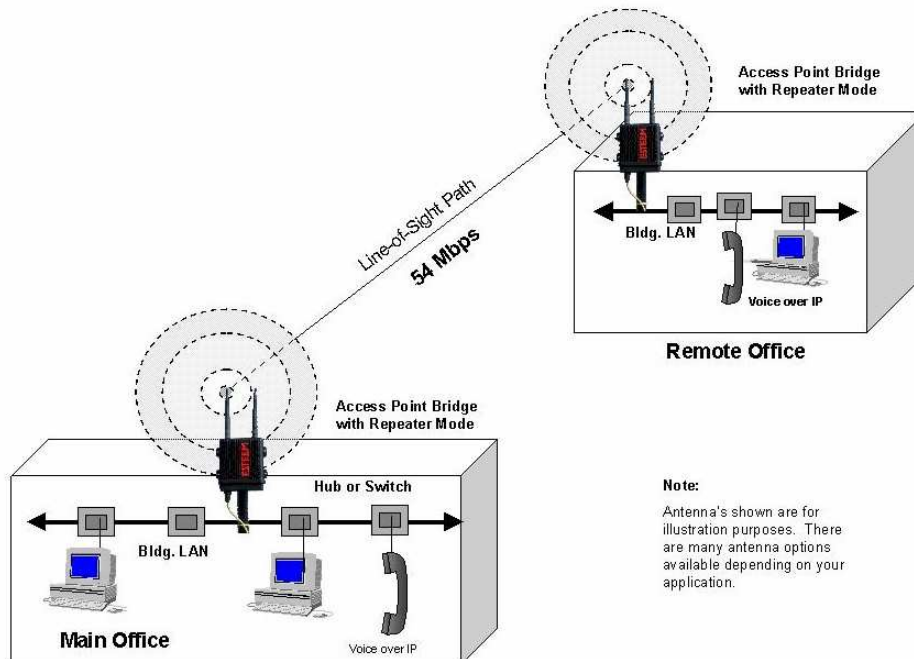 Access Point Bridge
with Repeater Mode
ESTEEM
Line-of-Sight Path
54 Mbps
Bldg. LAN
Voice over IP
Remote Office
Access Point Bridge
with Repeater Mode
ESTEEM
Hub or Switch
Bldg. LAN
Voice over IP
Main Office
Note:
Antenna's shown are for
illustration purposes. There
are many antenna options
available depending on your
application.